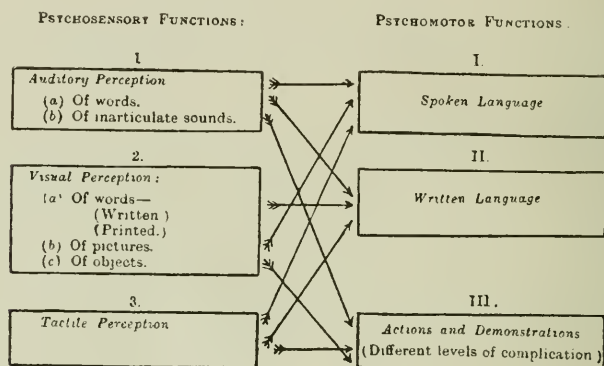 PSYCHOSENSORY FUNCTIONS:
1.
Auditory Perception
(a) Of words.
(b) Of inarticulate sounds.
2.
Visual Perception:
(a) Of words—
(Written)
(Printed.)
(b) Of pictures.
(c) Of objects.
3.
Tactile Perception
PSYCHOMOTOR FUNCTIONS.
I.
Spoken Language
II.
Written Language
III.
Actions and Demonstrations
(Different levels of complication)